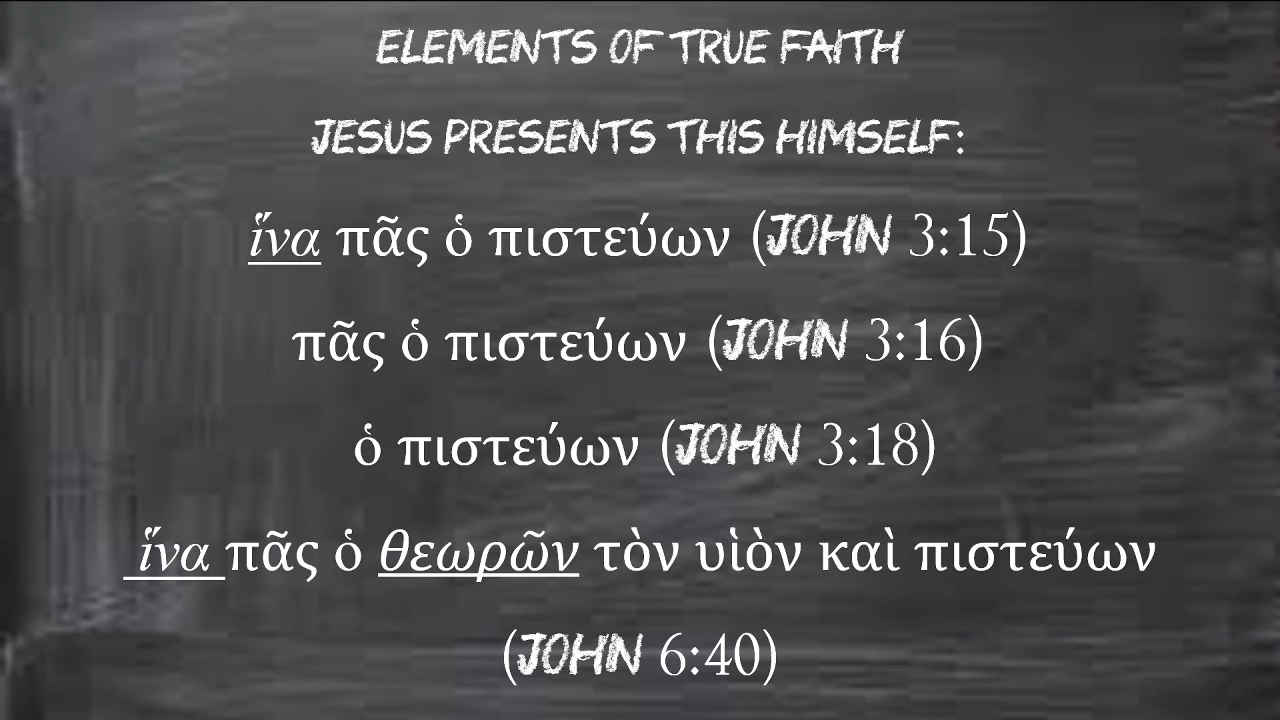 ELEMENTS OF TRUE FAITH
JESUS PRESENTS THIS HIMSELF:
ἵνα πᾶς ὁ πιστεύων (JOHN 3:15)
πᾶς ὁ πιστεύων (JOHN 3:16)
ὁ πιστεύων (JOHN 3:18)
ἵνα πᾶς ὁ θεωρῶν τὸν υἱὸν καὶ πιστεύων
(JOHN 6:40)